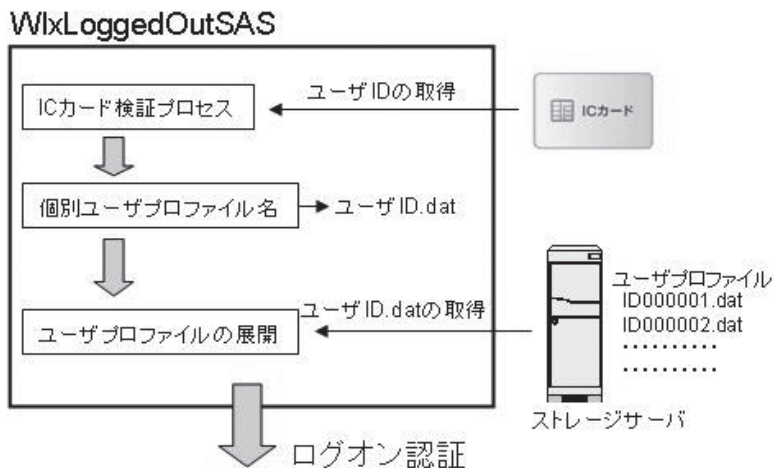 WlxLoggedOutSAS
ユーザIDの取得
ICカード検証プロセス
ICカード
個別ユーザプロファイル名
ユーザID.dat
ユーザプロファイル
ID000001.dat
ID000002.dat
‥‥‥‥‥
‥‥‥‥‥
ユーザID.datの取得
ユーザプロファイルの展開
ストレージサーバ
ログオン認証